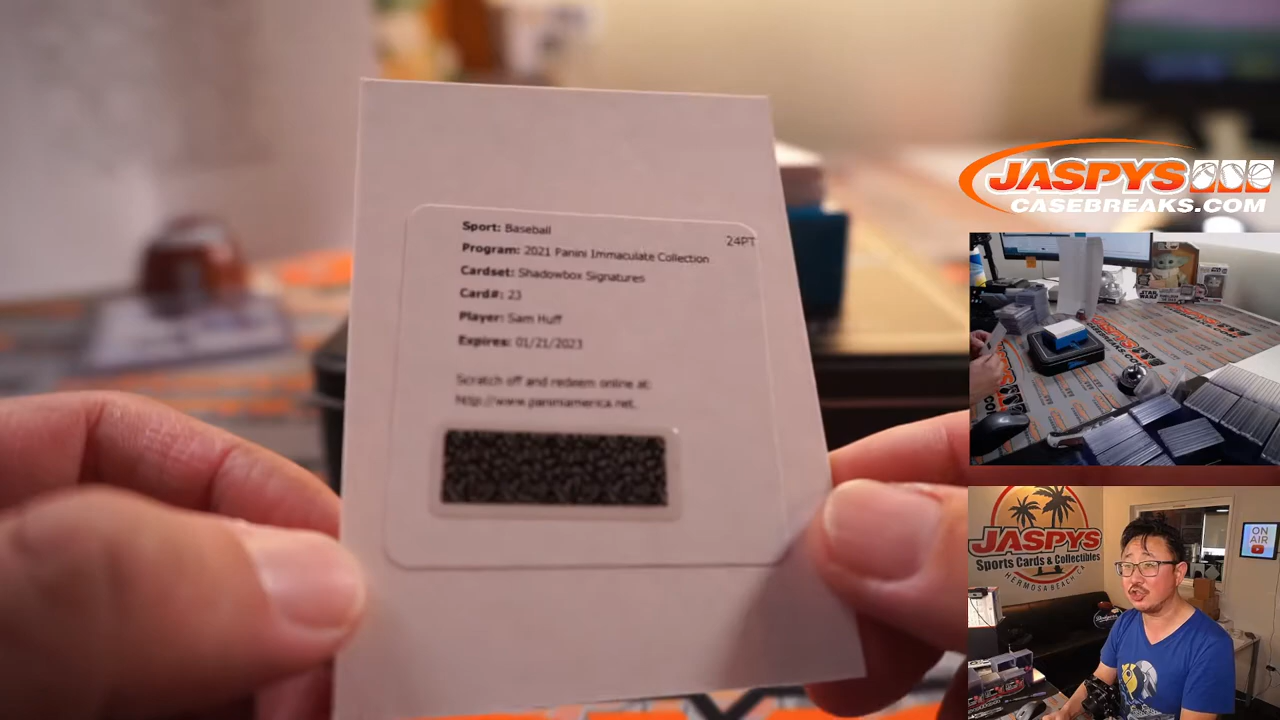 Sport: Baseball
24PT
Program: 2021 Panini Immaculate Collection
Cardset: Shadowbox Signatures
Card#: 23
Player: Sam Huff
Expires: 01/21/2023
Scratch off and redeem online at:
http://www.paniniamerica.net.
JASPYS
CASEBREAKS.COM
STAR WARS
JASPYS
Sports Cards & Collectibles
HERMOSA BEACH CA
ON AIR